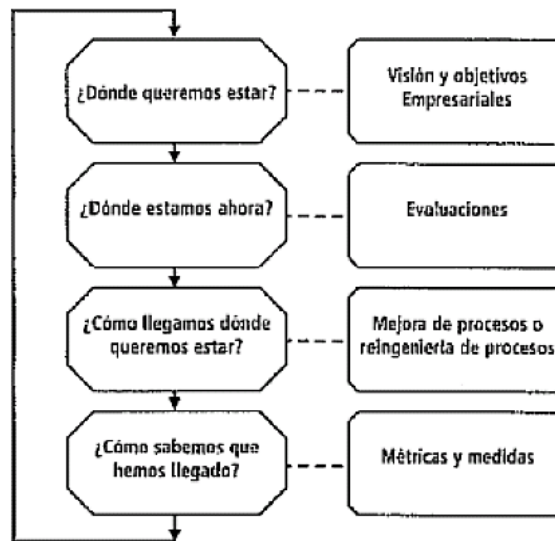 ¿Dónde queremos estar?
Visión y objetivos
Empresariales
¿Dónde estamos ahora?
Evaluaciones
¿Cómo llegamos dónde
queremos estar?
Mejora de procesos o
reingeniería de procesos
¿Cómo sabemos que
hemos llegado?
Métricas y medidas